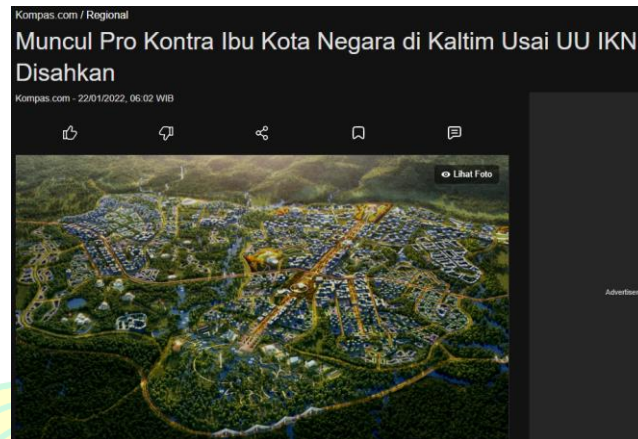 Kompas.com / Regional
Muncul Pro Kontra Ibu Kota Negara di Kaltim Usai UU IKN
Disahkan
Kompas.com - 22/01/2022, 06:02 WIB
Lihat Foto